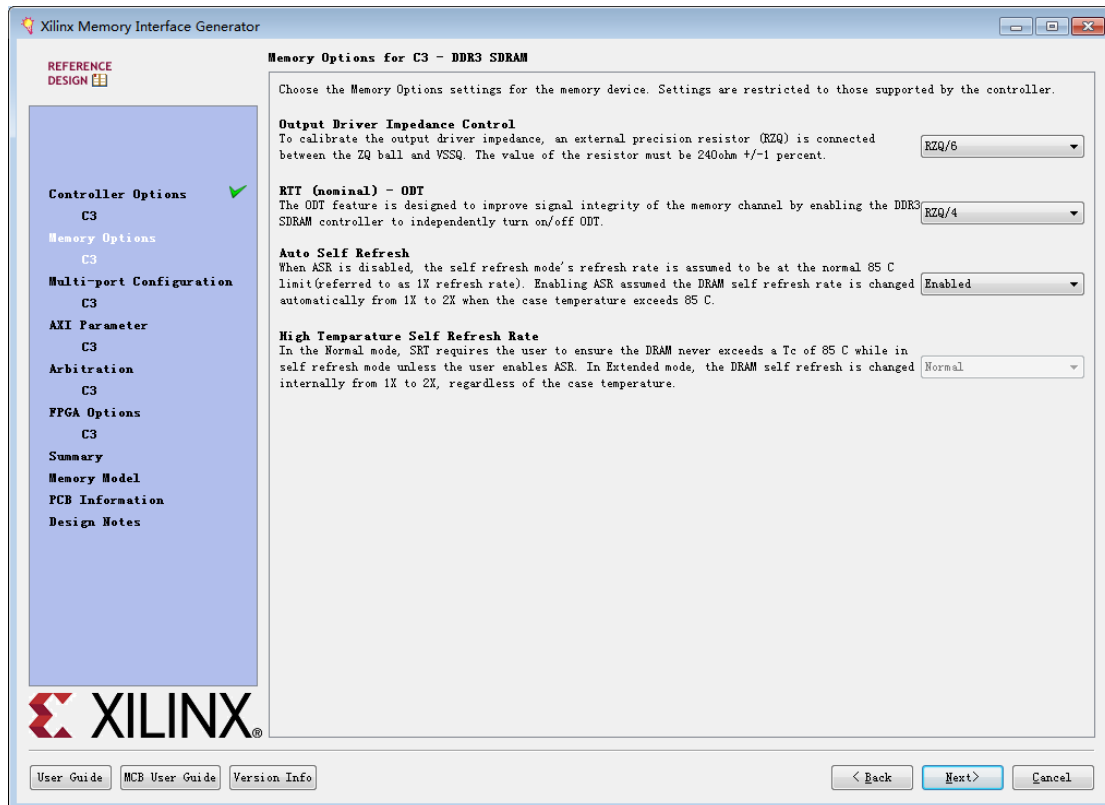 Xilinx Memory Interface Generator
REFERENCE
DESIGN
Controller Options
C3
Memory Options
C3
Multi-port Configuration
C3
AXI Parameter
C3
Arbitration
C3
FPGA Options
C3
Summary
Memory Model
PCB Information
Design Notes
XILINX®
Memory Options for C3 - DDR3 SDRAM
Choose the Memory Options settings for the memory device. Settings are restricted to those supported by the controller.
Output Driver Impedance Control
To calibrate the output driver impedance, an external precision resistor (RZQ) is connected
between the ZQ ball and VSSQ. The value of the resistor must be 240ohm +/-1 percent.
RZQ/6
RTT (nominal) - ODT
The ODT feature is designed to improve signal integrity of the memory channel by enabling the DDR3
SDRAM controller to independently turn on/off ODT.
RZQ/4
Auto Self Refresh
When ASR is disabled, the self refresh mode's refresh rate is assumed to be at the normal 85 C
limit(referred to as 1X refresh rate). Enabling ASR assumed the DRAM self refresh rate is changed
automatically from 1X to 2X when the case temperature exceeds 85 C.
Enabled
High Temparature Self Refresh Rate
In the Normal mode, SRT requires the user to ensure the DRAM never exceeds a Tc of 85 C while in
self refresh mode unless the user enables ASR. In Extended mode, the DRAM self refresh is changed
internally from 1X to 2X, regardless of the case temperature.
Normal
User Guide
MCB User Guide
Version Info
< Back
Next>
Cancel